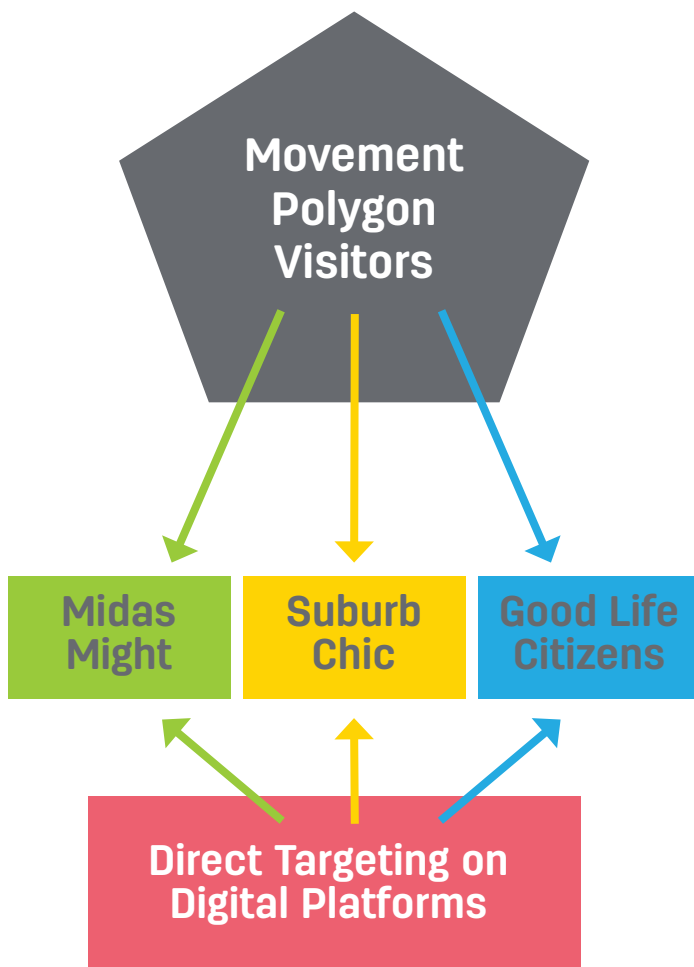 Movement
Polygon
Visitors
Midas
Might
Suburb
Chic
Good Life
Citizens
Direct Targeting on
Digital Platforms